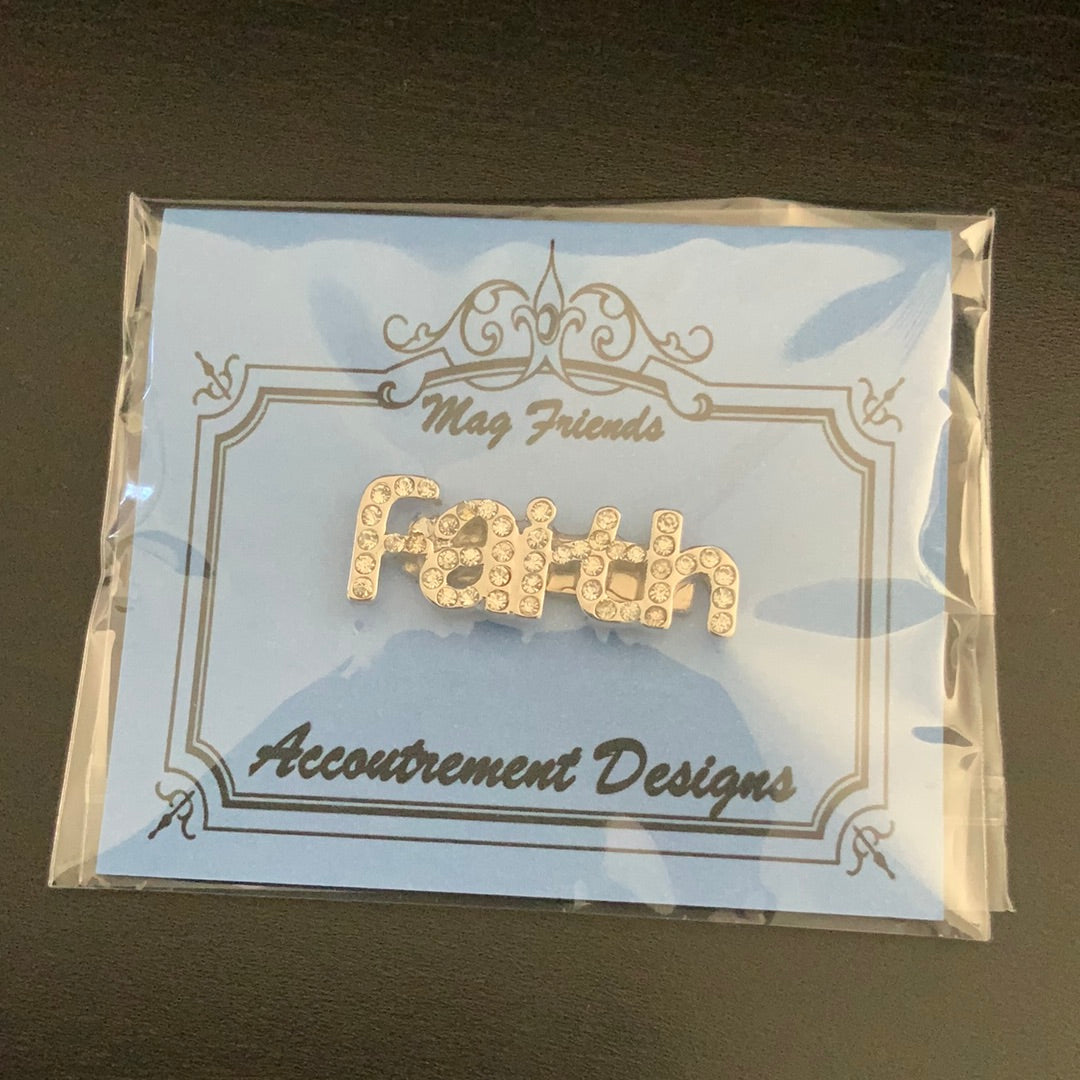 Mag Friends
Faith
Accoutrement Designs